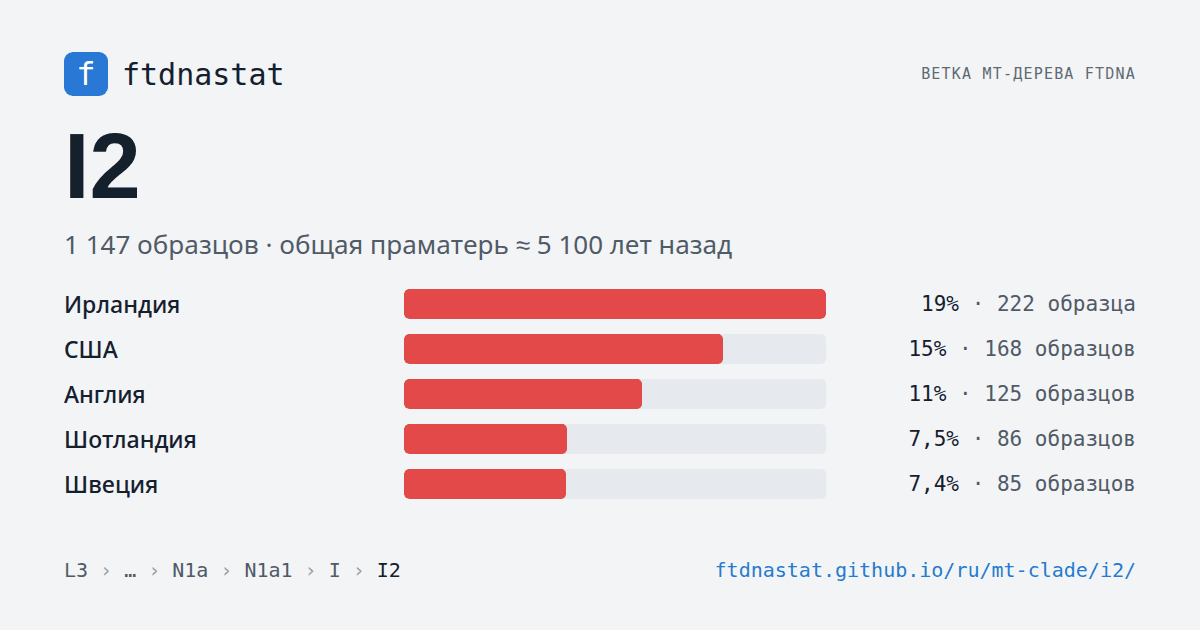 f ftdnastat
ВЕТКА МТ-ДЕРЕВА FTDNA
I2
1 147 образцов · общая праматерь ≈ 5 100 лет назад
Ирландия 19% · 222 образца
США 15% · 168 образцов
Англия 11% · 125 образцов
Шотландия 7,5% · 86 образцов
Швеция 7,4% · 85 образцов
L3 › … › N1a › N1a1 › I › I2
ftdnastat.github.io/ru/mt-clade/i2/